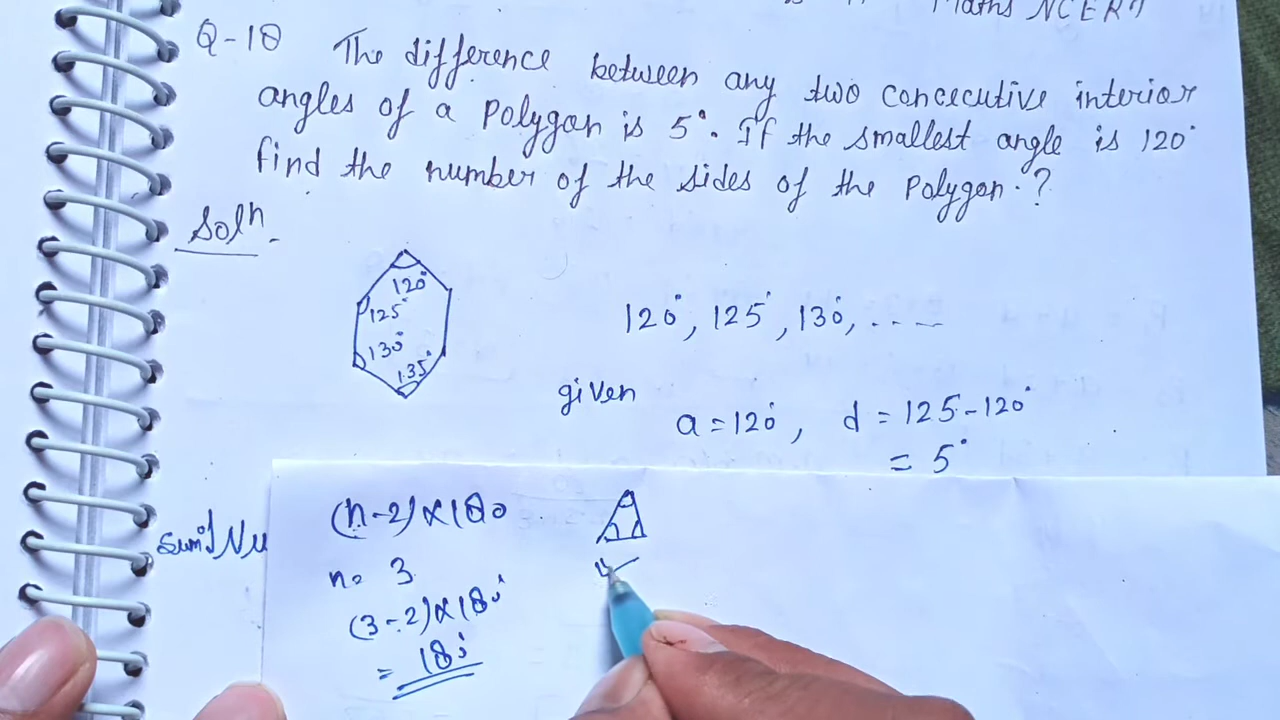 Maths NCERT
Q-18 The difference between any two concecutive interior
angles of a Polygon is 5°. If the smallest angle is 120°
find the number of the sides of the Polygon.?
Solⁿ.
120°
125°
130°
135°
120°, 125°, 130°, ....
given
a = 120°, d = 125 - 120°
= 5°
(n-2)×180
n = 3
(3-2)×180°
= 180°
sum of